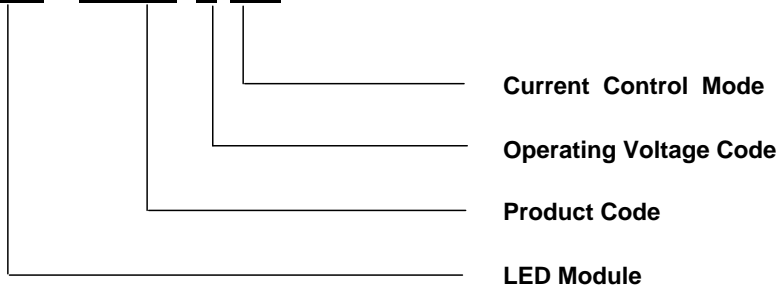 Current Control Mode
Operating Voltage Code
Product Code
LED Module